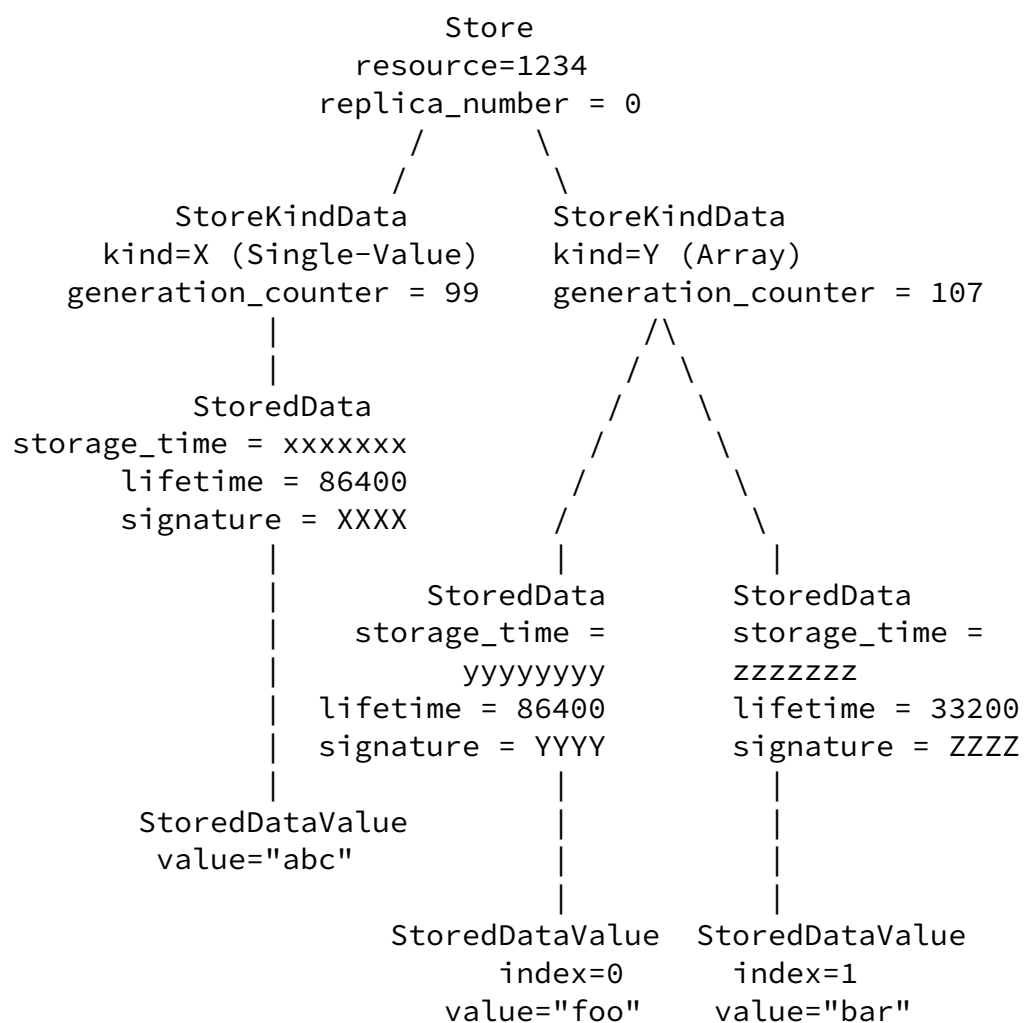 Store
resource=1234
replica_number = 0
StoreKindData StoreKindData
kind=X (Single-Value) kind=Y (Array)
generation_counter = 99 generation_counter = 107
StoredData
storage_time = xxxxxxx
lifetime = 86400
signature = XXXX
StoredData StoredData
storage_time = storage_time =
yyyyyyyy zzzzzzz
lifetime = 86400 lifetime = 33200
signature = YYYY signature = ZZZZ
StoredDataValue
value="abc"
StoredDataValue StoredDataValue
index=0 index=1
value="foo" value="bar"